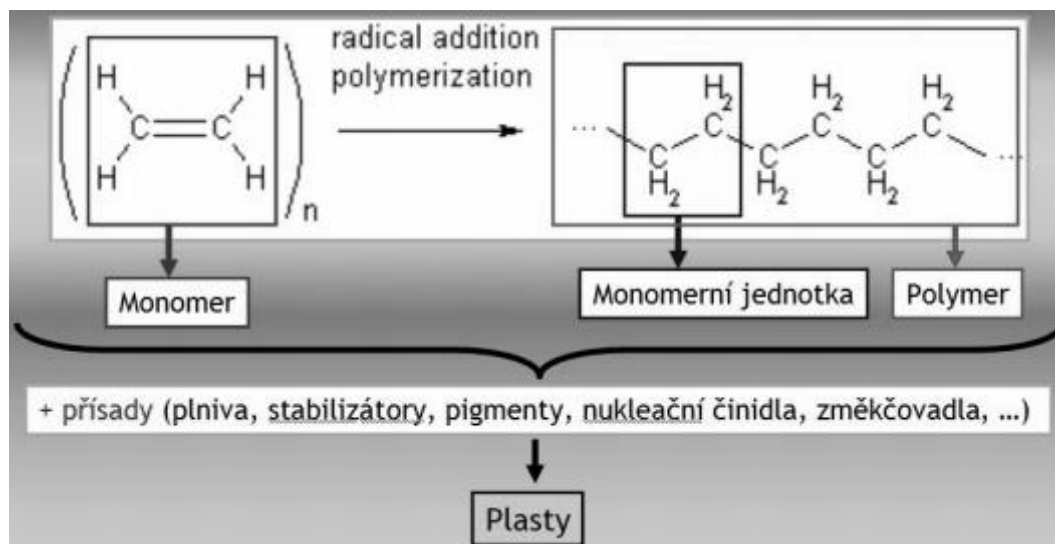 radical addition
polymerization
H H
C C
H H
n
H₂ H₂ H₂
... C C C ...
C C C
H₂ H₂ H₂
Monomer
Monomerní jednotka
Polymer
+ přísady (plniva, stabilizátory, pigmenty, nukleační činidla, změkčovadla, ...)
Plasty